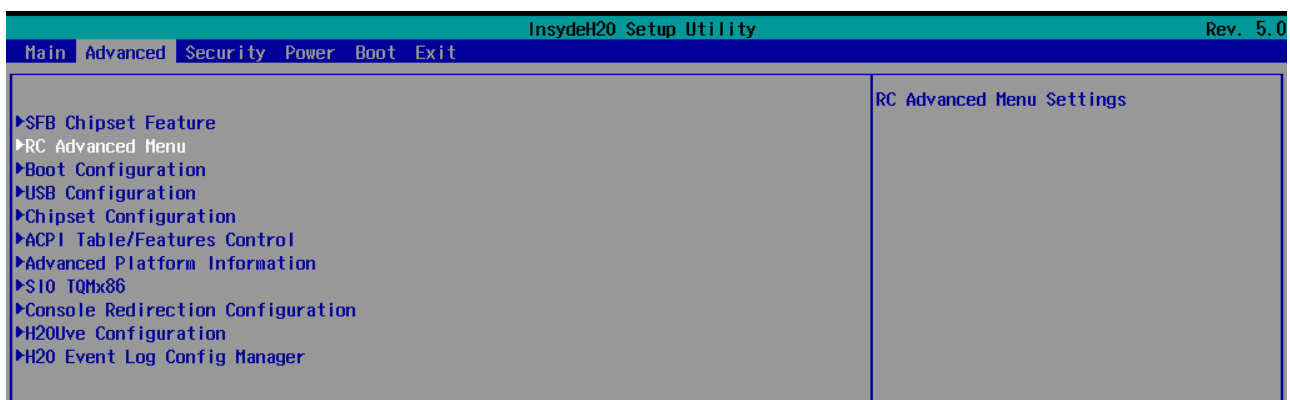 InsydeH20 Setup Utility Rev. 5.0
Main Advanced Security Power Boot Exit
RC Advanced Menu Settings
►SFB Chipset Feature
►RC Advanced Menu
►Boot Configuration
►USB Configuration
►Chipset Configuration
►ACPI Table/Features Control
►Advanced Platform Information
►SIO TQMx86
►Console Redirection Configuration
►H20Uve Configuration
►H20 Event Log Config Manager